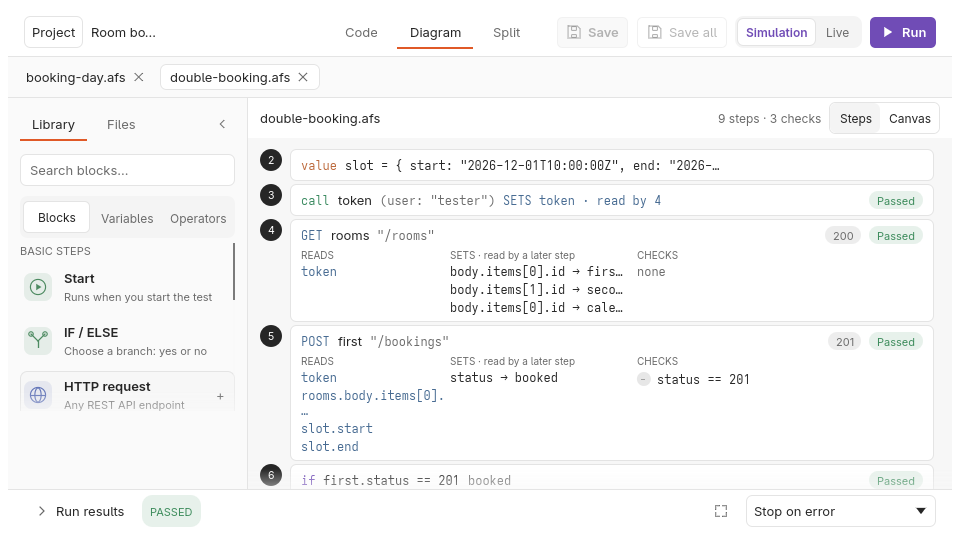 Project
Room bo...
Code
Diagram
Split
Save
Save all
Simulation
Live
Run
booking-day.afs
double-booking.afs
Library
Files
double-booking.afs
9 steps · 3 checks
Steps
Canvas
Search blocks...
Blocks
Variables
Operators
BASIC STEPS
Start
Runs when you start the test
IF / ELSE
Choose a branch: yes or no
HTTP request
Any REST API endpoint
+
2
value slot = { start: "2026-12-01T10:00:00Z", end: "2026-…
3
call token (user: "tester") SETS token · read by 4
Passed
4
GET rooms "/rooms"
200
Passed
READS
SETS · read by a later step
CHECKS
token
body.items[0].id → firs…
none
body.items[1].id → seco…
body.items[0].id → cale…
5
POST first "/bookings"
201
Passed
READS
SETS · read by a later step
CHECKS
token
status → booked
- status == 201
rooms.body.items[0].
…
slot.start
slot.end
6
if first.status == 201 booked
Passed
Run results
PASSED
Stop on error